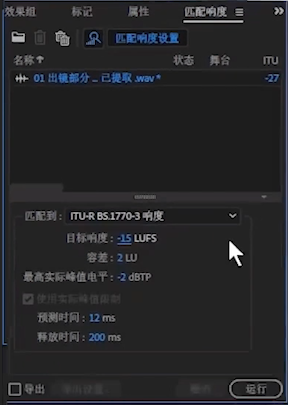 效果组 标记 属性 匹配响度 ≡ »
匹配响度设置
名称↑ 状态 舞台 ITU
01 出镜部分 ... 已提取 .wav * -27
匹配到： ITU-R BS.1770-3 响度
目标响度：-15 LUFS
容差：2 LU
最高实际峰值电平：-2 dBTP
使用实际峰值限制
预测时间：12 ms
释放时间：200 ms
导出 导出设置... 运行